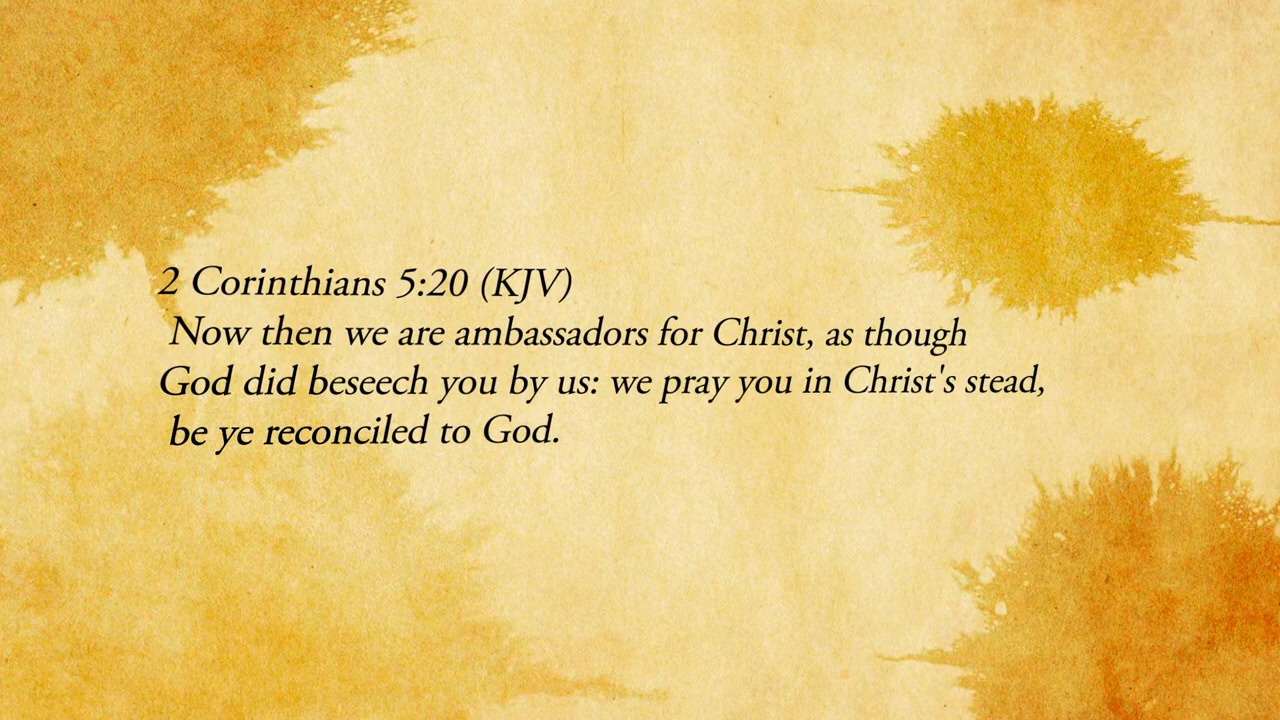 2 Corinthians 5:20 (KJV)
Now then we are ambassadors for Christ, as though
God did beseech you by us: we pray you in Christ's stead,
be ye reconciled to God.